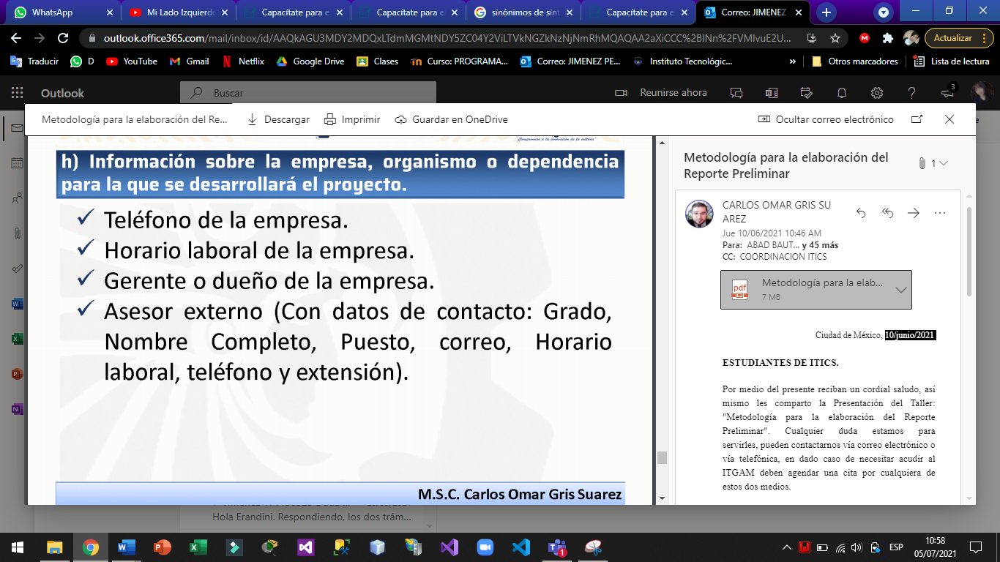 WhatsApp
Mi Lado Izquierdo
Capacítate para e
Capacítate para e
sinónimos de sint
Capacítate para e
Correo: JIMENEZ
outlook.office365.com/mail/inbox/id/AAQkAGU3MDY2MDQxLTdmMGMtNDY5ZC04Y2ViLTVkNGZkNzNjNmRhMQAQAA2aXiCCC%2BINn%2FVMIvuE2U...
Actualizar
Traducir
D
YouTube
Gmail
Netflix
Google Drive
Clases
Curso: PROGRAMA...
Correo: JIMENEZ PE...
Instituto Tecnológic...
»
Otros marcadores
Lista de lectura
Outlook
Buscar
Reunirse ahora
3
Metodología para la elaboración del Re...
Descargar
Imprimir
Guardar en OneDrive
Ocultar correo electrónico
"Compromiso a la innovación de la cultura"
h) Información sobre la empresa, organismo o dependencia
para la que se desarrollará el proyecto.
✓ Teléfono de la empresa.
✓ Horario laboral de la empresa.
✓ Gerente o dueño de la empresa.
✓ Asesor externo (Con datos de contacto: Grado,
Nombre Completo, Puesto, correo, Horario
laboral, teléfono y extensión).
M.S.C. Carlos Omar Gris Suarez
Metodología para la elaboración del
Reporte Preliminar
1
CARLOS OMAR GRIS SU
AREZ
Jue 10/06/2021 10:46 AM
Para: ABAD BAUT... y 45 más
CC: COORDINACION ITICS
pdf
Metodología para la elab...
7 MB
Ciudad de México, 10/junio/2021
ESTUDIANTES DE ITICS.
Por medio del presente reciban un cordial saludo, así
mismo les comparto la Presentación del Taller:
"Metodología para la elaboración del Reporte
Preliminar". Cualquier duda estamos para
servirles, pueden contactarnos vía correo electrónico o
vía telefónica, en dado caso de necesitar acudir al
ITGAM deben agendar una cita por cualquiera de
estos dos medios.
Hola Erandini. Respondiendo, los dos trám...
ESP
10:58
05/07/2021
1